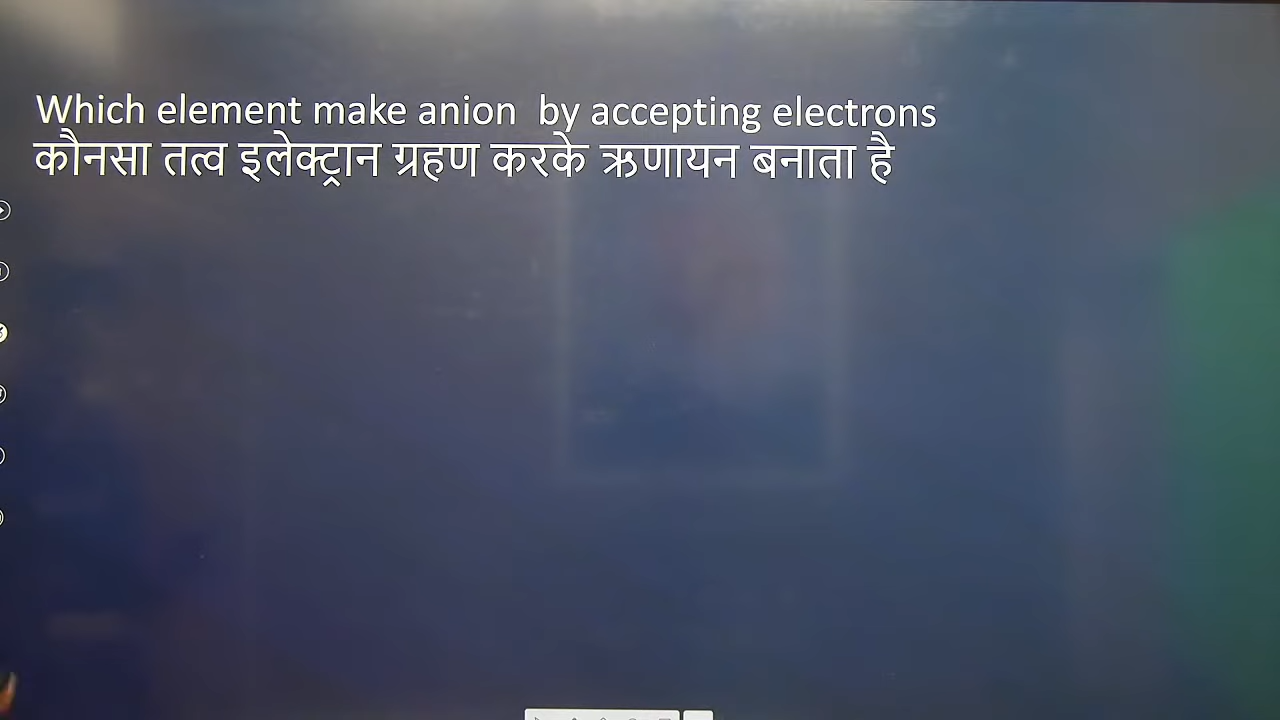 Which element make anion by accepting electrons
कौनसा तत्व इलेक्ट्रान ग्रहण करके ऋणायन बनाता है